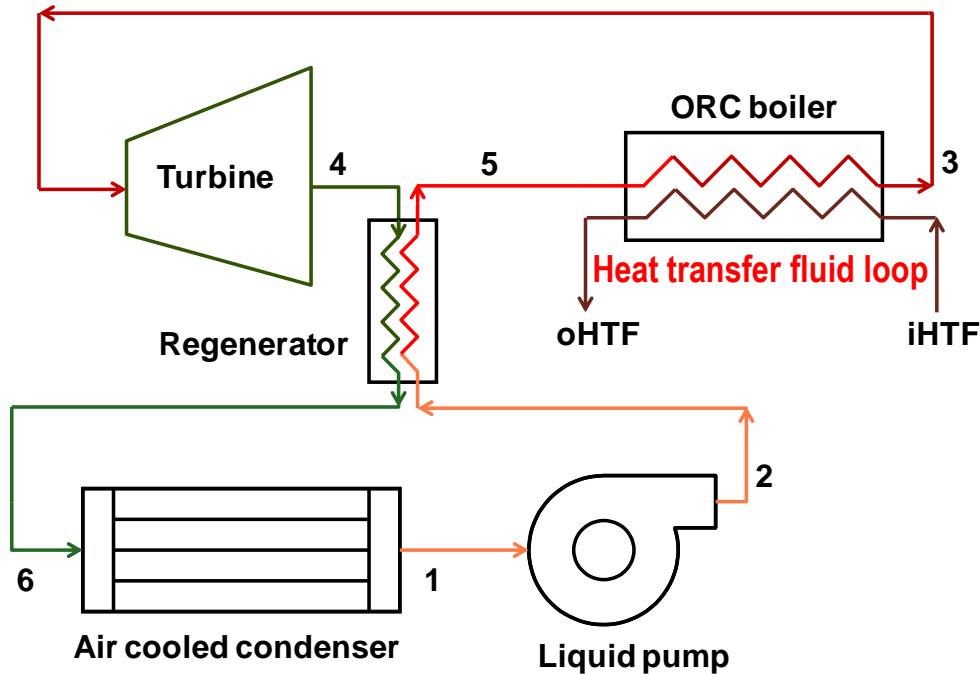 ORC boiler
Turbine
4
5
3
Heat transfer fluid loop
Regenerator
oHTF
iHTF
2
6
1
Air cooled condenser
Liquid pump